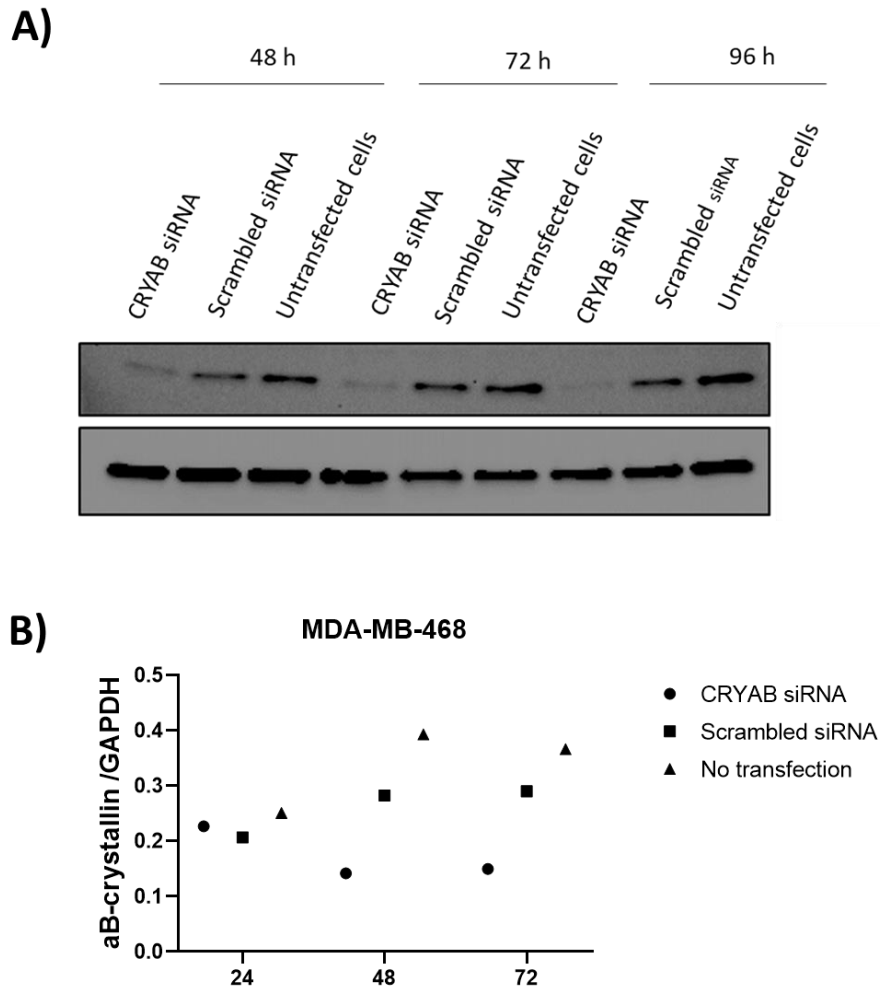 A)
48 h
72 h
96 h
CRYAB siRNA
Scrambled siRNA
Untransfected cells
CRYAB siRNA
Scrambled siRNA
Untransfected cells
CRYAB siRNA
Scrambled siRNA
Untransfected cells
B)
MDA-MB-468
aB-crystallin /GAPDH
0.5
0.4
0.3
0.2
0.1
0.0
24
48
72
CRYAB siRNA
Scrambled siRNA
No transfection